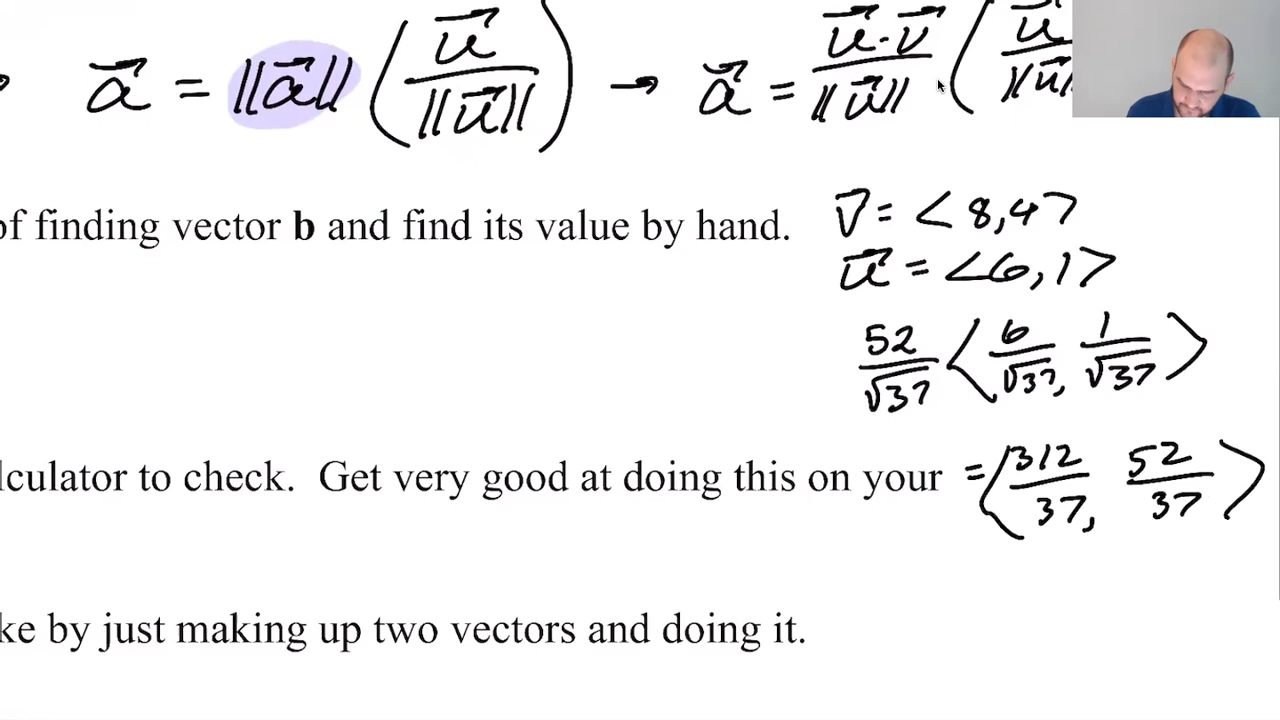 → a⃗ = ||a⃗|| ( u⃗ / ||u⃗|| ) → a⃗ = u⃗·v⃗ / ||u⃗|| ( u⃗ / ||u⃗||
of finding vector b and find its value by hand.
v⃗ = <8,4>
u⃗ = <6,1>
52/√37 < 6/√37, 1/√37 >
= < 312/37, 52/37 >
lculator to check. Get very good at doing this on your
ke by just making up two vectors and doing it.